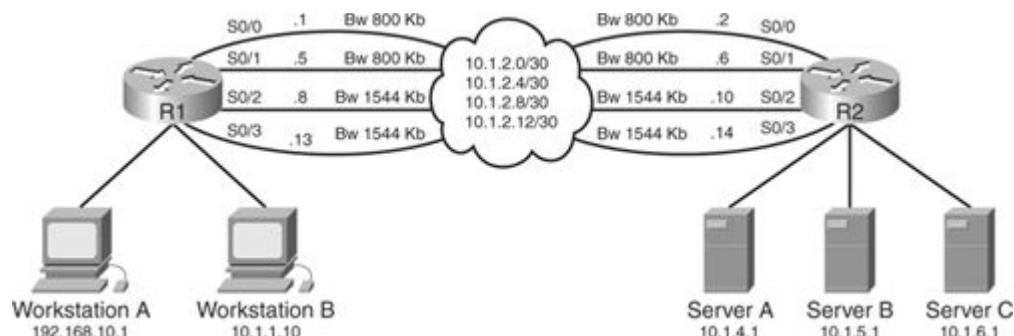 S0/0 .1 Bw 800 Kb
S0/1 .5 Bw 800 Kb
S0/2 .8 Bw 1544 Kb
S0/3 .13 Bw 1544 Kb
R1
10.1.2.0/30
10.1.2.4/30
10.1.2.8/30
10.1.2.12/30
Bw 800 Kb .2 S0/0
Bw 800 Kb .6 S0/1
Bw 1544 Kb .10 S0/2
Bw 1544 Kb .14 S0/3
R2
Workstation A
192.168.10.1
Workstation B
10.1.1.10
Server A
10.1.4.1
Server B
10.1.5.1
Server C
10.1.6.1